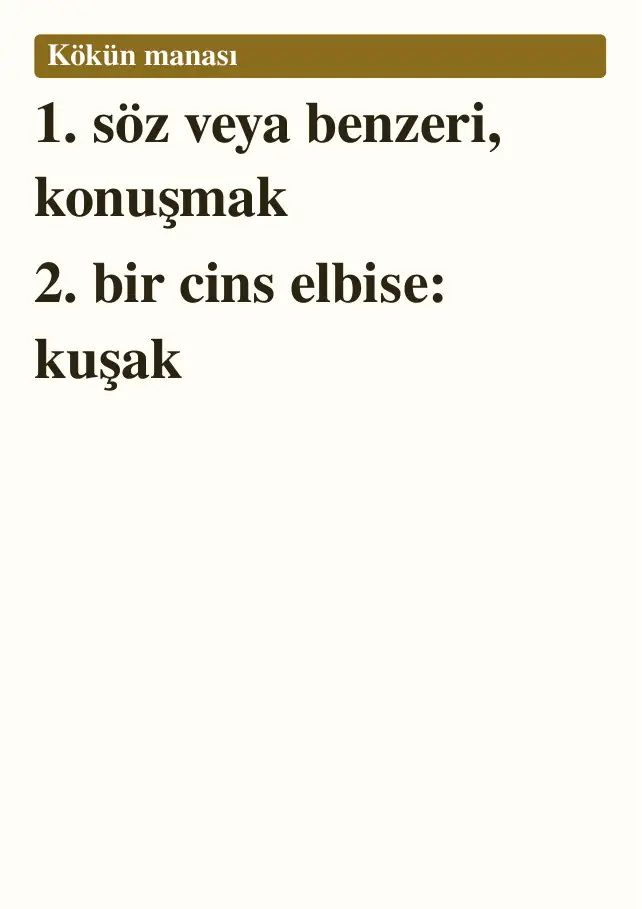 Kökün manası
1. söz veya benzeri,
konuşmak
2. bir cins elbise:
kuşak